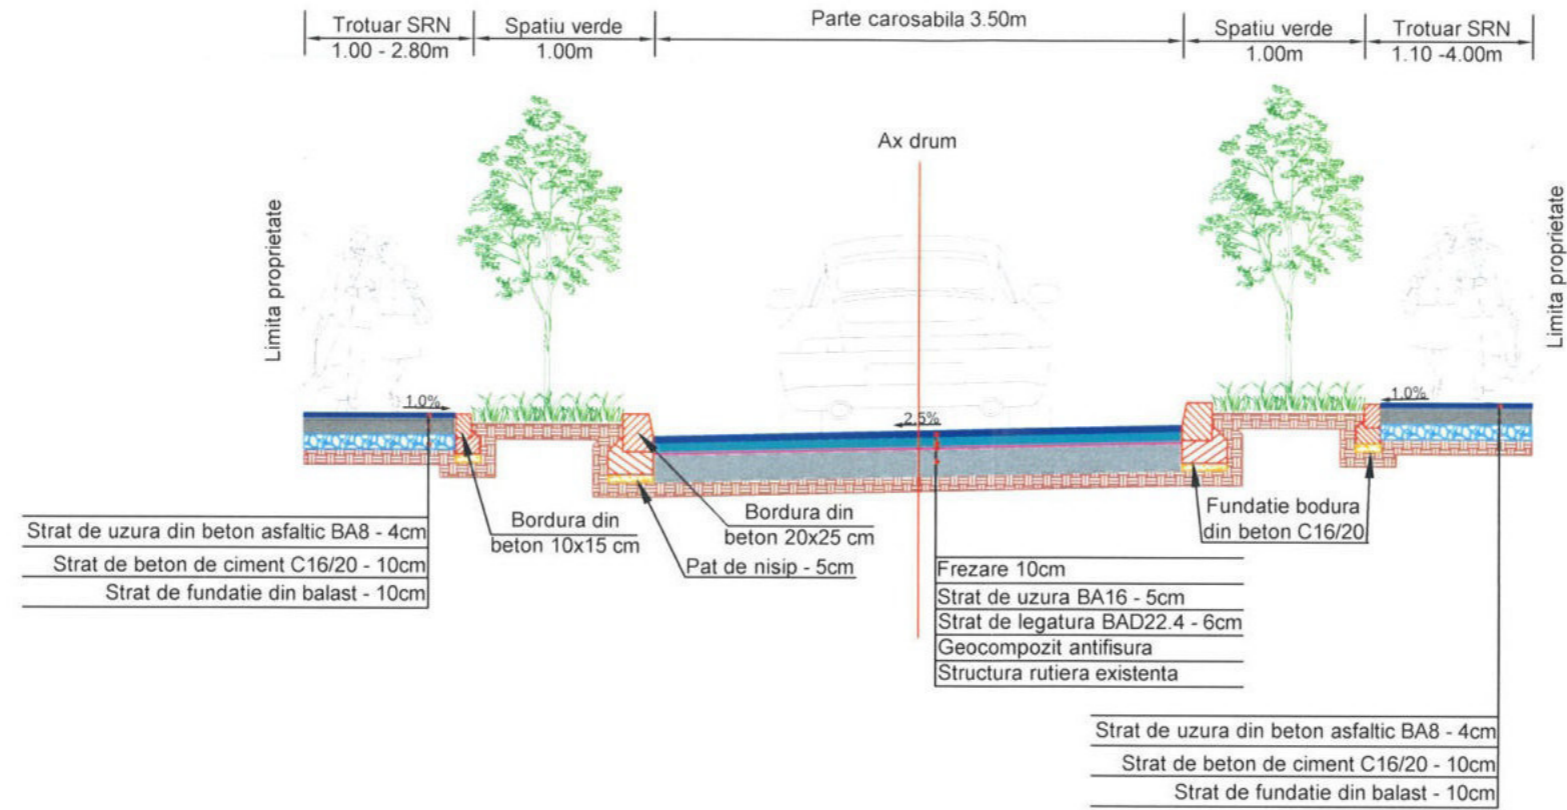 Trotuar SRN
1.00 - 2.80m
Spatiu verde
1.00m
Parte carosabila 3.50m
Spatiu verde
1.00m
Trotuar SRN
1.10 -4.00m
Ax drum
Limita proprietate
Limita proprietate
1.0%
2.5%
1.0%
Strat de uzura din beton asfaltic BA8 - 4cm
Strat de beton de ciment C16/20 - 10cm
Strat de fundatie din balast - 10cm
Bordura din
beton 10x15 cm
Bordura din
beton 20x25 cm
Pat de nisip - 5cm
Fundatie bodura
din beton C16/20
Frezare 10cm
Strat de uzura BA16 - 5cm
Strat de legatura BAD22.4 - 6cm
Geocompozit antifisura
Structura rutiera existenta
Strat de uzura din beton asfaltic BA8 - 4cm
Strat de beton de ciment C16/20 - 10cm
Strat de fundatie din balast - 10cm